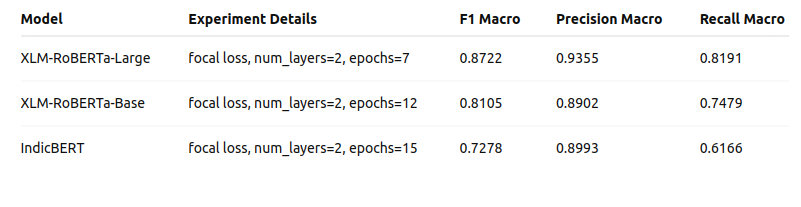 Model Experiment Details F1 Macro Precision Macro Recall Macro
XLM-RoBERTa-Large focal loss, num_layers=2, epochs=7 0.8722 0.9355 0.8191
XLM-RoBERTa-Base focal loss, num_layers=2, epochs=12 0.8105 0.8902 0.7479
IndicBERT focal loss, num_layers=2, epochs=15 0.7278 0.8993 0.6166